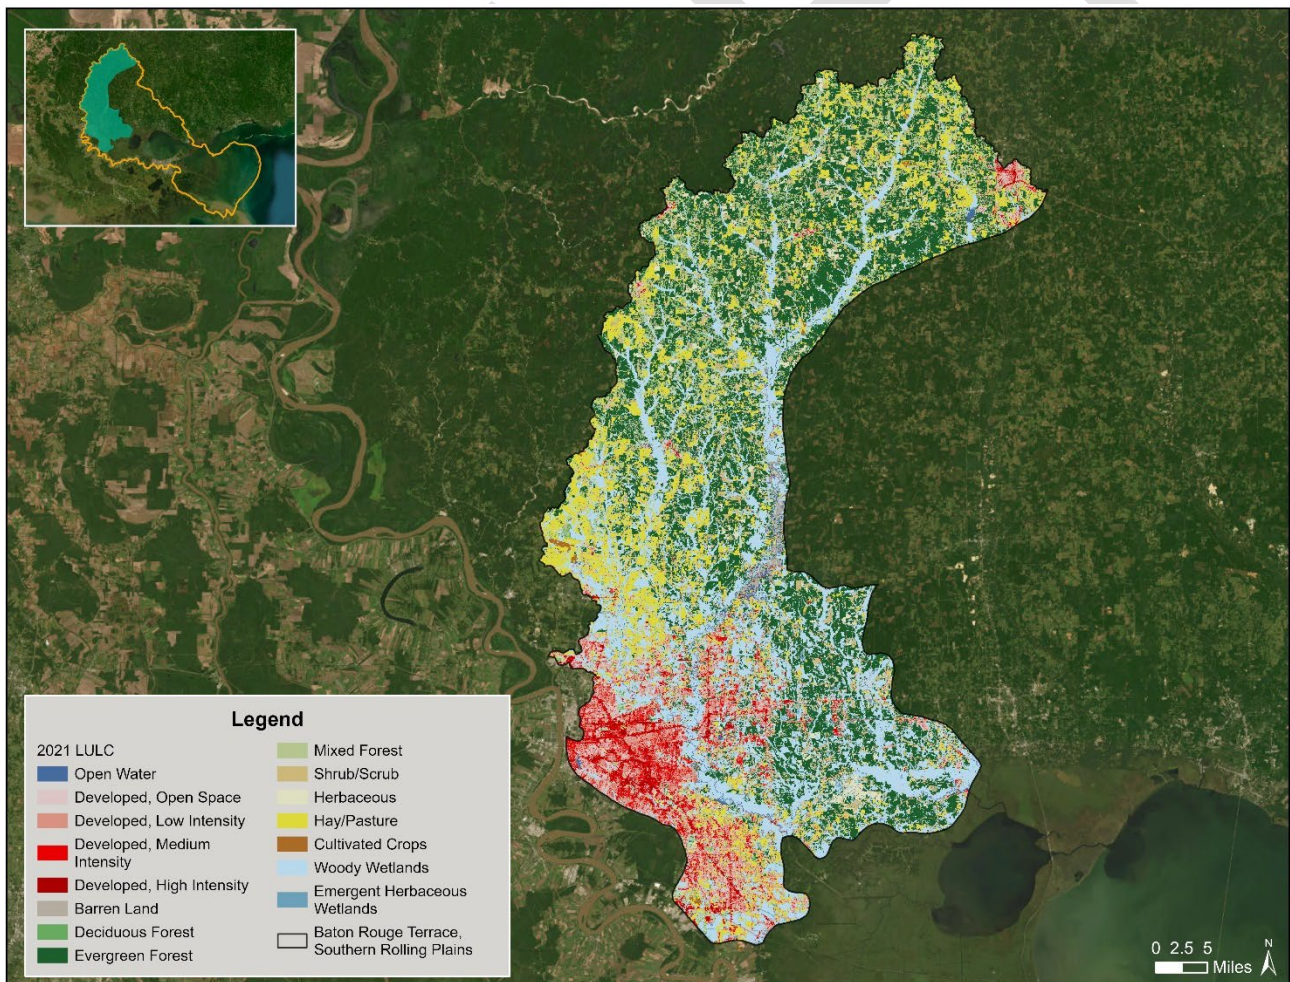 Legend
2021 LULC
Open Water
Developed, Open Space
Developed, Low Intensity
Developed, Medium
Intensity
Developed, High Intensity
Barren Land
Deciduous Forest
Evergreen Forest
Mixed Forest
Shrub/Scrub
Herbaceous
Hay/Pasture
Cultivated Crops
Woody Wetlands
Emergent Herbaceous
Wetlands
Baton Rouge Terrace,
Southern Rolling Plains
0 2.5 5
Miles
N